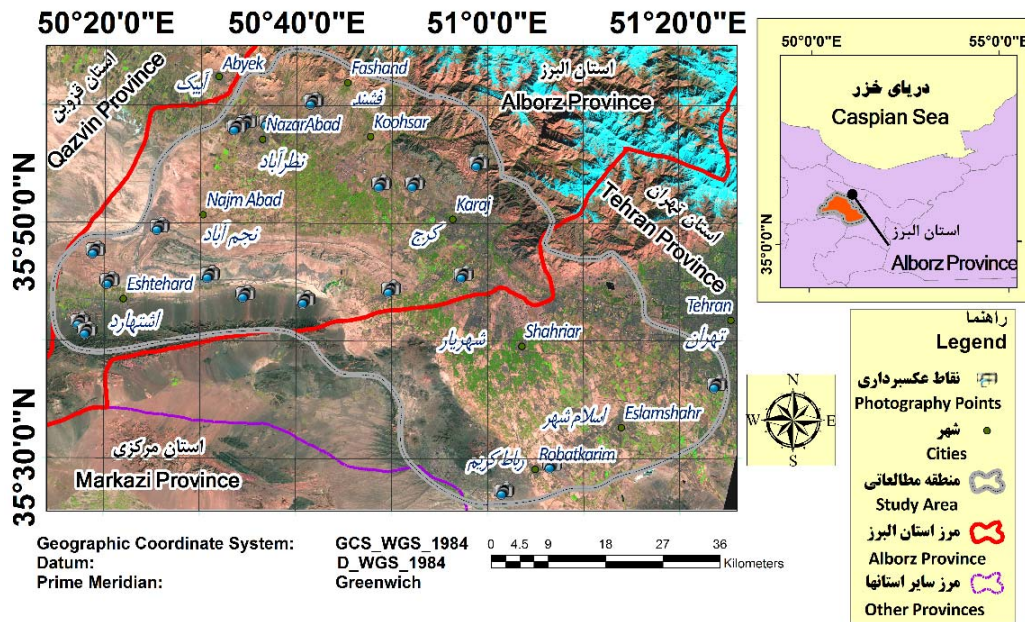 50°20'0"E 50°40'0"E 51°0'0"E 51°20'0"E
35°50'0"N
35°30'0"N
استان قزوین
Qazvin Province
Abyek
آبیک
Fashand
فشند
استان البرز
Alborz Province
NazarAbad
نظرآباد
Koohsar
استان تهران
Tehran Province
Najm Abad
نجم آباد
Karaj
کرج
Eshtehard
اشتهارد
Shahriar
شهریار
Tehran
تهران
اسلام شهر
Eslamshahr
استان مرکزی
Markazi Province
رباط کریم
Robatkarim
Geographic Coordinate System: GCS_WGS_1984
Datum: D_WGS_1984
Prime Meridian: Greenwich
0 4.5 9 18 27 36
Kilometers
50°0'0"E 55°0'0"E
35°0'0"N
دریای خزر
Caspian Sea
استان البرز
Alborz Province
N
W E
S
راهنما
Legend
نقاط عکسبرداری
Photography Points
شهر
Cities
منطقه مطالعاتی
Study Area
مرز استان البرز
Alborz Province
مرز سایر استانها
Other Provinces